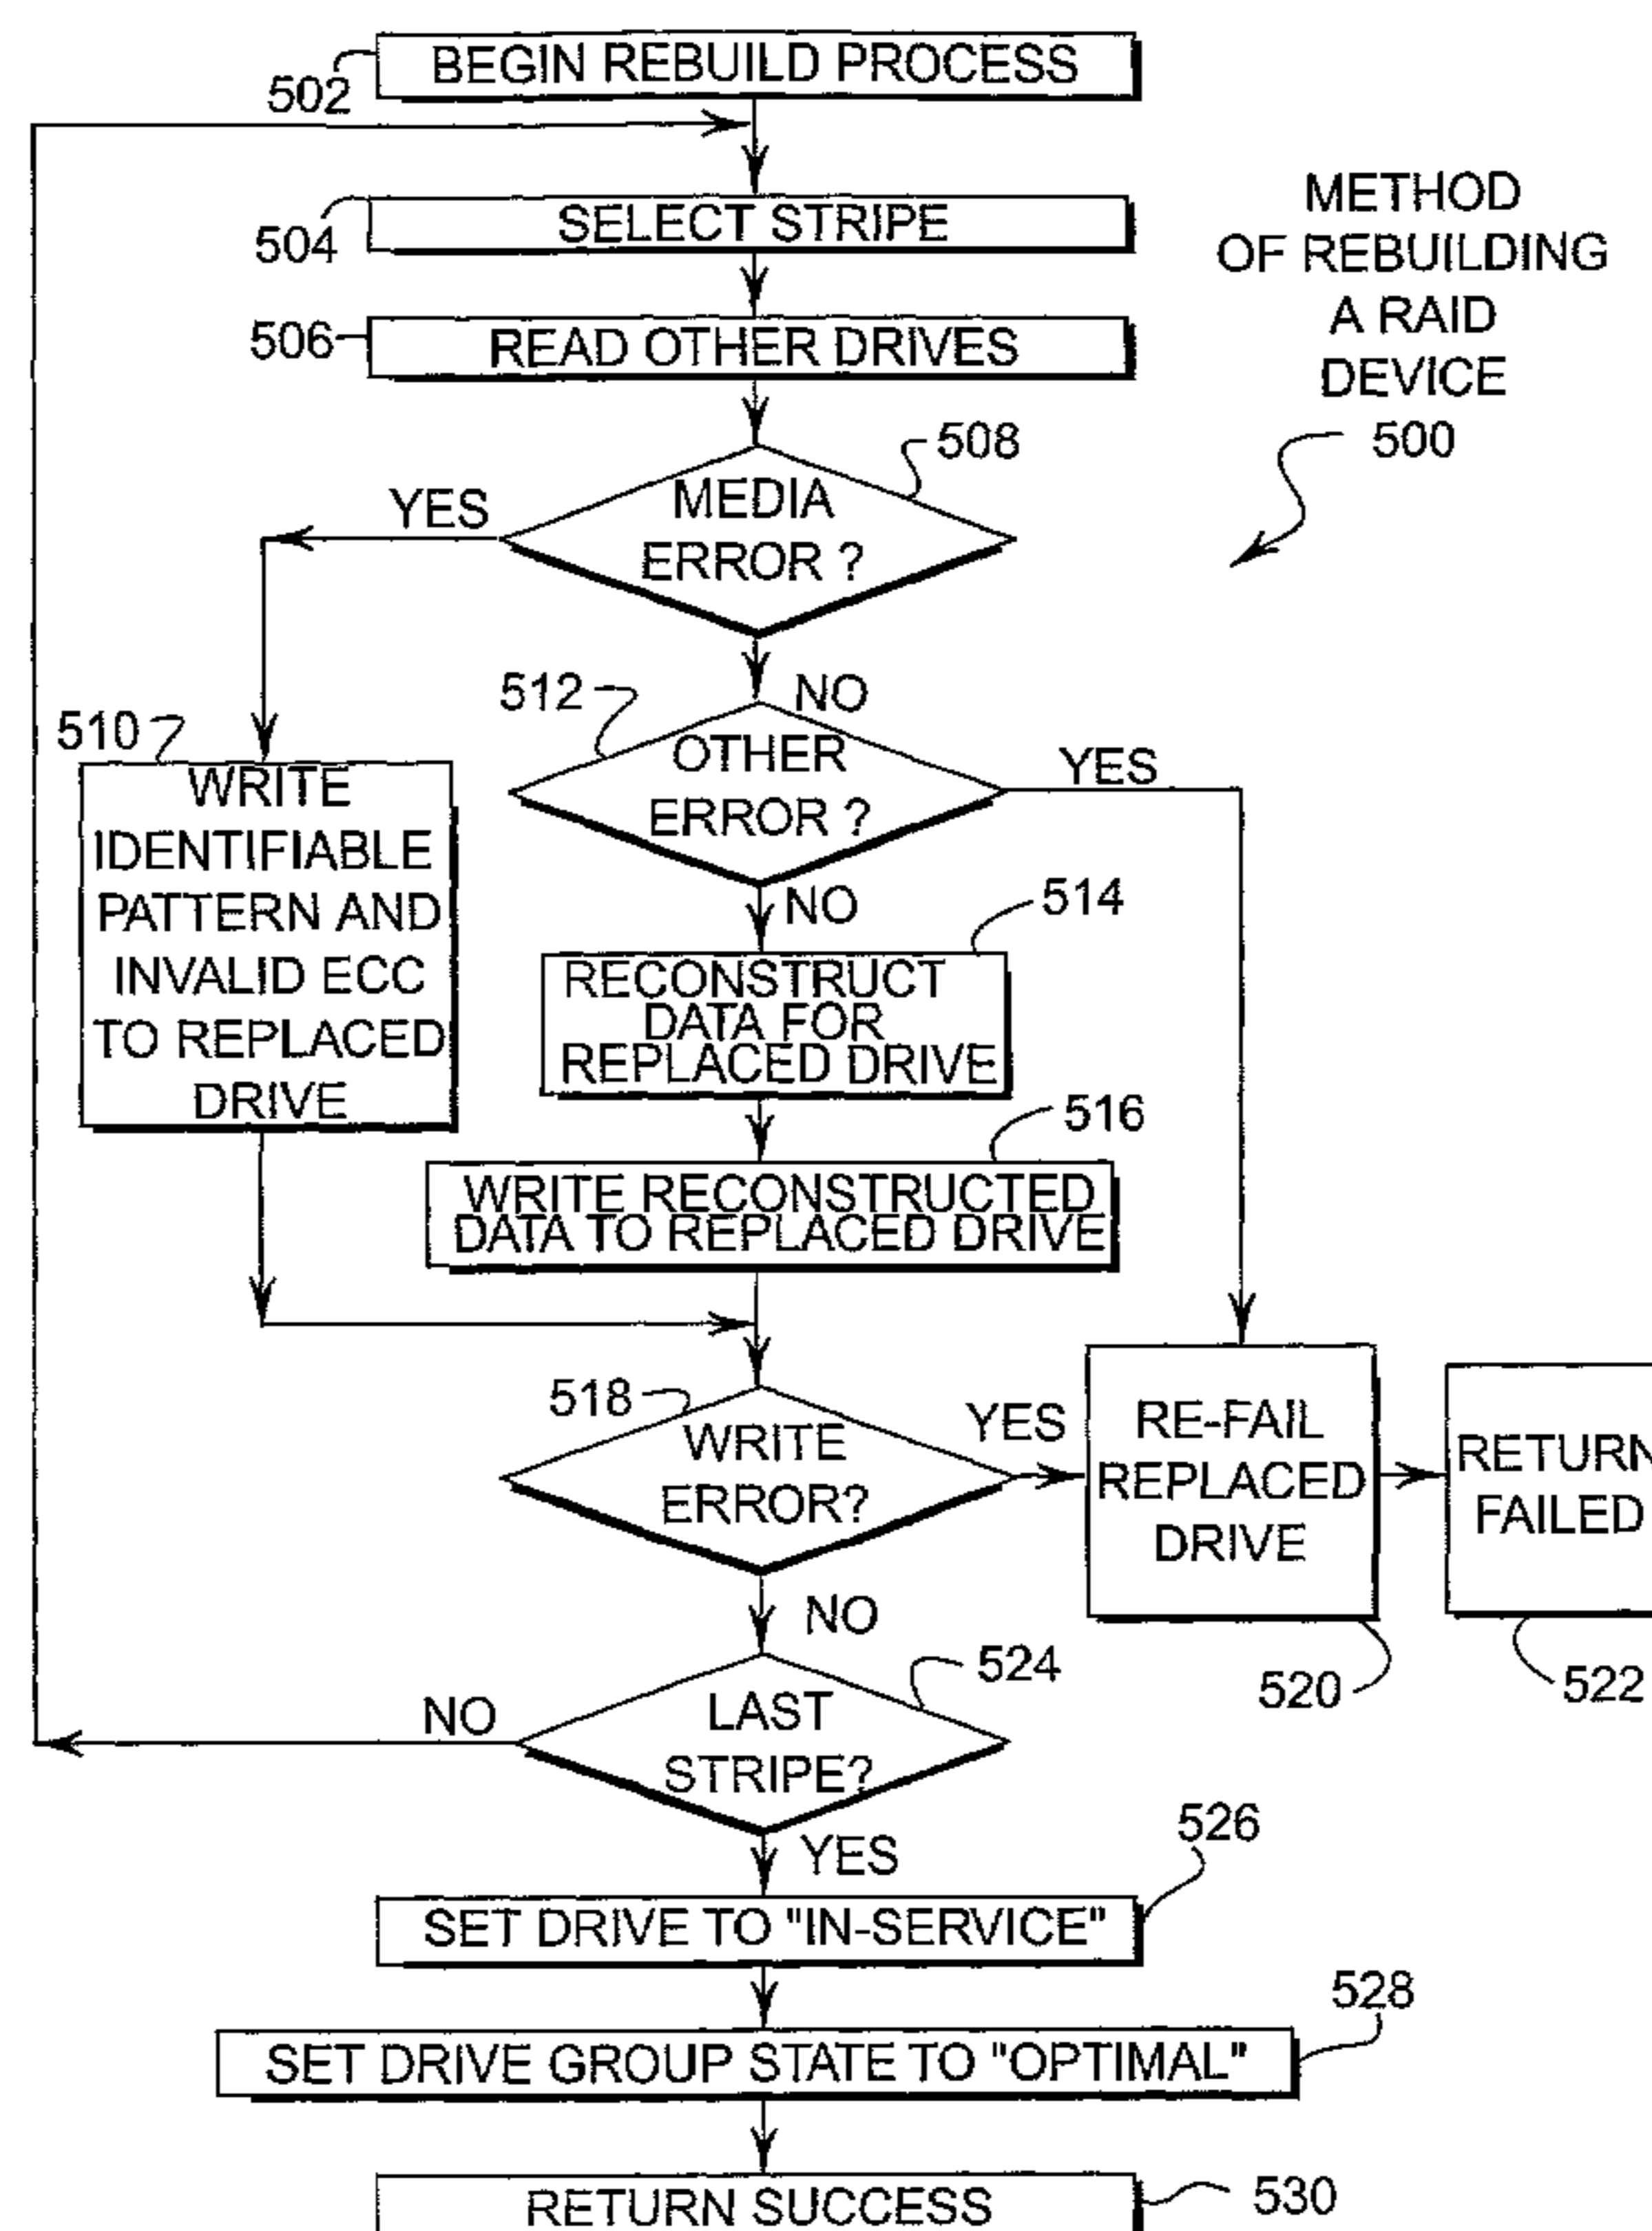 BEGIN REBUILD PROCESS
502
SELECT STRIPE
504
METHOD
OF REBUILDING
A RAID
DEVICE
500
READ OTHER DRIVES
506
508
MEDIA
ERROR ?
YES
NO
512
OTHER
ERROR ?
YES
510
WRITE
IDENTIFIABLE
PATTERN AND
INVALID ECC
TO REPLACED
DRIVE
NO
514
RECONSTRUCT
DATA FOR
REPLACED DRIVE
516
WRITE RECONSTRUCTED
DATA TO REPLACED DRIVE
518
WRITE
ERROR?
YES
RE-FAIL
REPLACED
DRIVE
520
RETURN
FAILED
522
NO
524
LAST
STRIPE?
NO
YES
526
SET DRIVE TO "IN-SERVICE"
528
SET DRIVE GROUP STATE TO "OPTIMAL"
RETURN SUCCESS
530